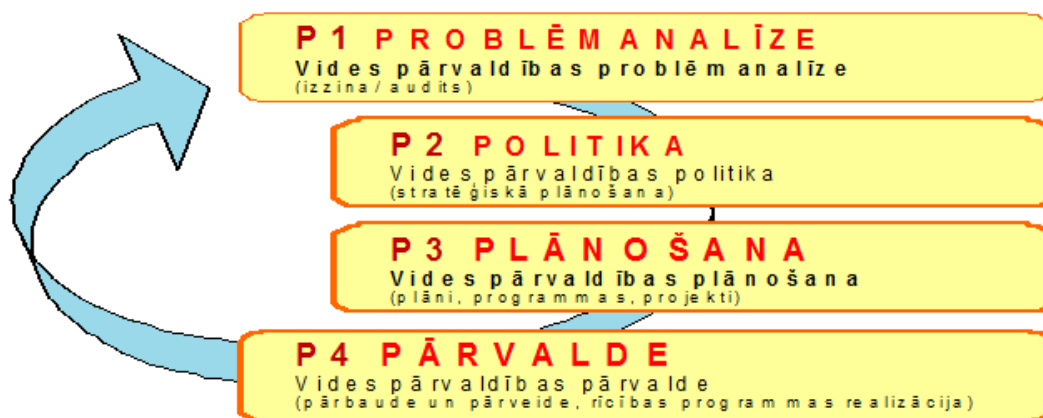 P1 PROBLĒMANALĪZE
Vides pārvaldības problēmanalīze
(izzina/ audits)
P2 POLITIKA
Vides pārvaldības politika
(stratēģiskā plānošana)
P3 PLĀNOŠANA
Vides pārvaldības plānošana
(plāni, programmas, projekti)
P4 PĀRVALDE
Vides pārvaldības pārvalde
(pārbaude un pārveide, rīcības programmas realizācija)